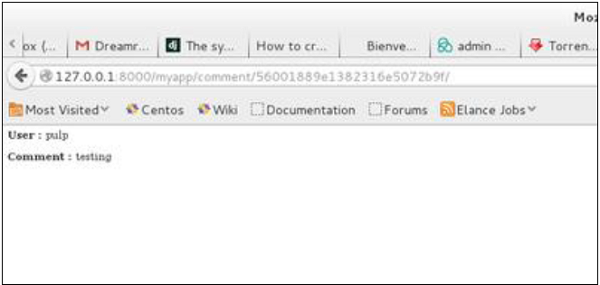 Moz
ox (... Dreamr... dj The sy... How to cr... Bienve... admin ... Torren...
127.0.0.1:8000/myapp/comment/56001889e1382316e5072b9f/
Most Visited Centos Wiki Documentation Forums Elance Jobs
User : pulp
Comment : testing